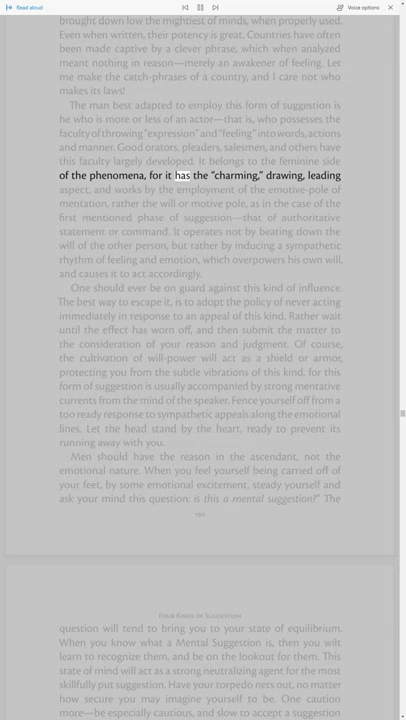 Read aloud
Voice options
brought down low the mightiest of minds, when properly used.
Even when written, their potency is great. Countries have often
been made captive by a clever phrase, which when analyzed
meant nothing in reason—merely an awakener of feeling. Let
me make the catch-phrases of a country, and I care not who
makes its laws!
The man best adapted to employ this form of suggestion is
he who is more or less of an actor—that is, who possesses the
faculty of throwing "expression" and "feeling" into words, actions
and manner. Good orators, pleaders, salesmen, and others have
this faculty largely developed. It belongs to the feminine side
of the phenomena, for it has the "charming," drawing, leading
aspect, and works by the employment of the emotive-pole of
mentation, rather the will or motive pole, as in the case of the
first mentioned phase of suggestion—that of authoritative
statement or command. It operates not by beating down the
will of the other person, but rather by inducing a sympathetic
rhythm of feeling and emotion, which overpowers his own will,
and causes it to act accordingly.
One should ever be on guard against this kind of influence.
The best way to escape it, is to adopt the policy of never acting
immediately in response to an appeal of this kind. Rather wait
until the effect has worn off, and then submit the matter to
the consideration of your reason and judgment. Of course,
the cultivation of will-power will act as a shield or armor,
protecting you from the subtle vibrations of this kind, for this
form of suggestion is usually accompanied by strong mentative
currents from the mind of the speaker. Fence yourself off from a
too ready response to sympathetic appeals along the emotional
lines. Let the head stand by the heart, ready to prevent its
running away with you.
Men should have the reason in the ascendant, not the
emotional nature. When you feel yourself being carried off of
your feet, by some emotional excitement, steady yourself and
ask your mind this question: is this a mental suggestion?" The
190
Four Kinds of Suggestion
question will tend to bring you to your state of equilibrium.
When you know what a Mental Suggestion is, then you wilt
learn to recognize them, and be on the lookout for them. This
state of mind will act as a strong neutralizing agent for the most
skillfully put suggestion. Have your torpedo nets out, no matter
how secure you may imagine yourself to be. One caution
more—be especially cautious, and slow to accept a suggestion